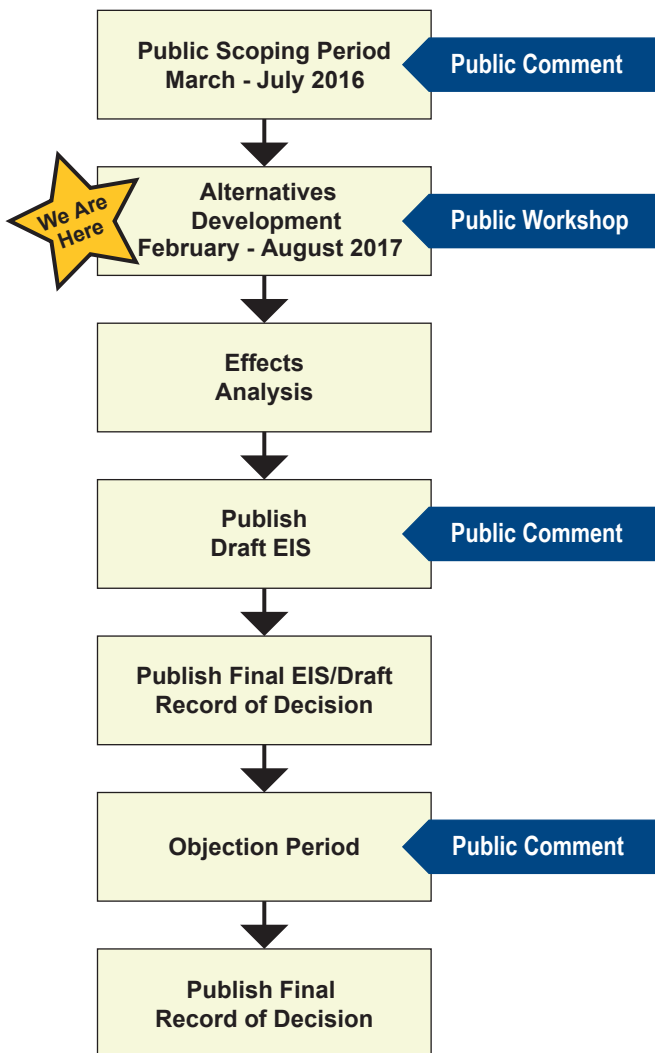 Public Scoping Period
March - July 2016
Public Comment
We Are
Here
Alternatives
Development
February - August 2017
Public Workshop
Effects
Analysis
Publish
Draft EIS
Public Comment
Publish Final EIS/Draft
Record of Decision
Objection Period
Public Comment
Publish Final
Record of Decision